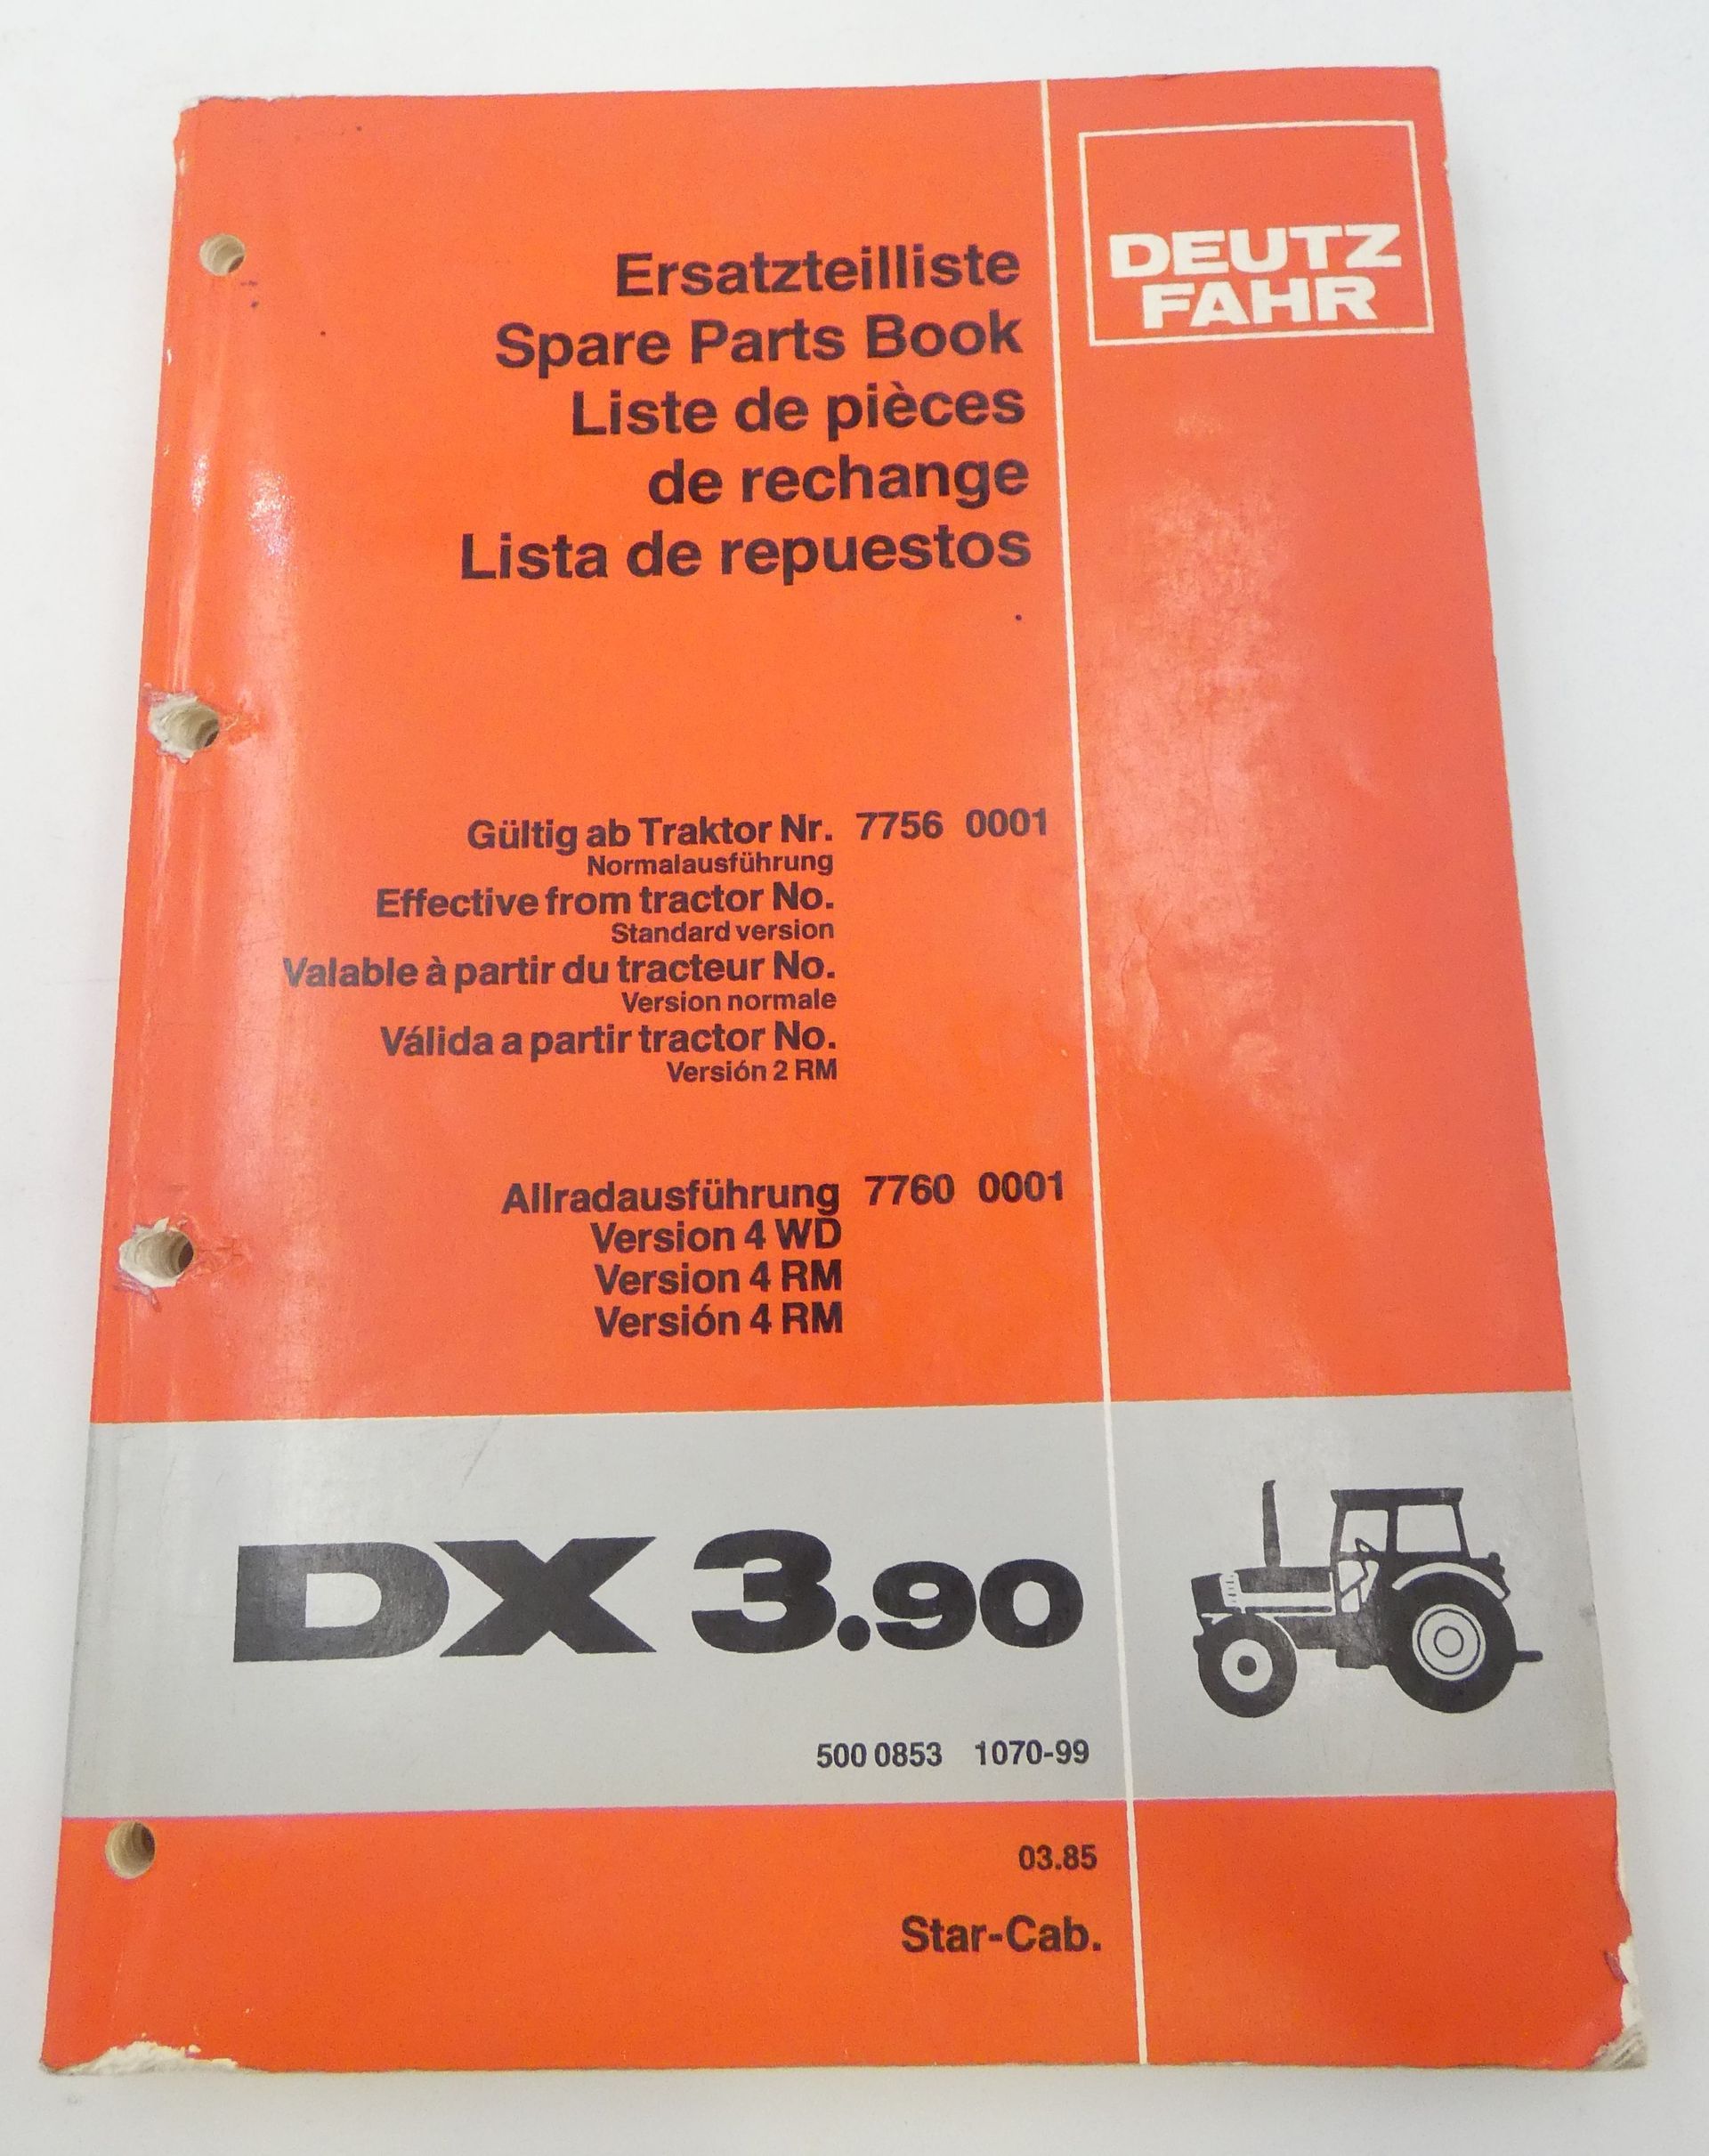 DEUTZ
FAHR
Ersatzteilliste
Spare Parts Book
Liste de pièces
de rechange
Lista de repuestos
Gültig ab Traktor Nr. 7756 0001
Normalausführung
Effective from tractor No.
Standard version
Valable à partir du tracteur No.
Version normale
Válida a partir tractor No.
Versión 2 RM
Allradausführung 7760 0001
Version 4 WD
Version 4 RM
Versión 4 RM
DX 3.90
500 0853 1070-99
03.85
Star-Cab.